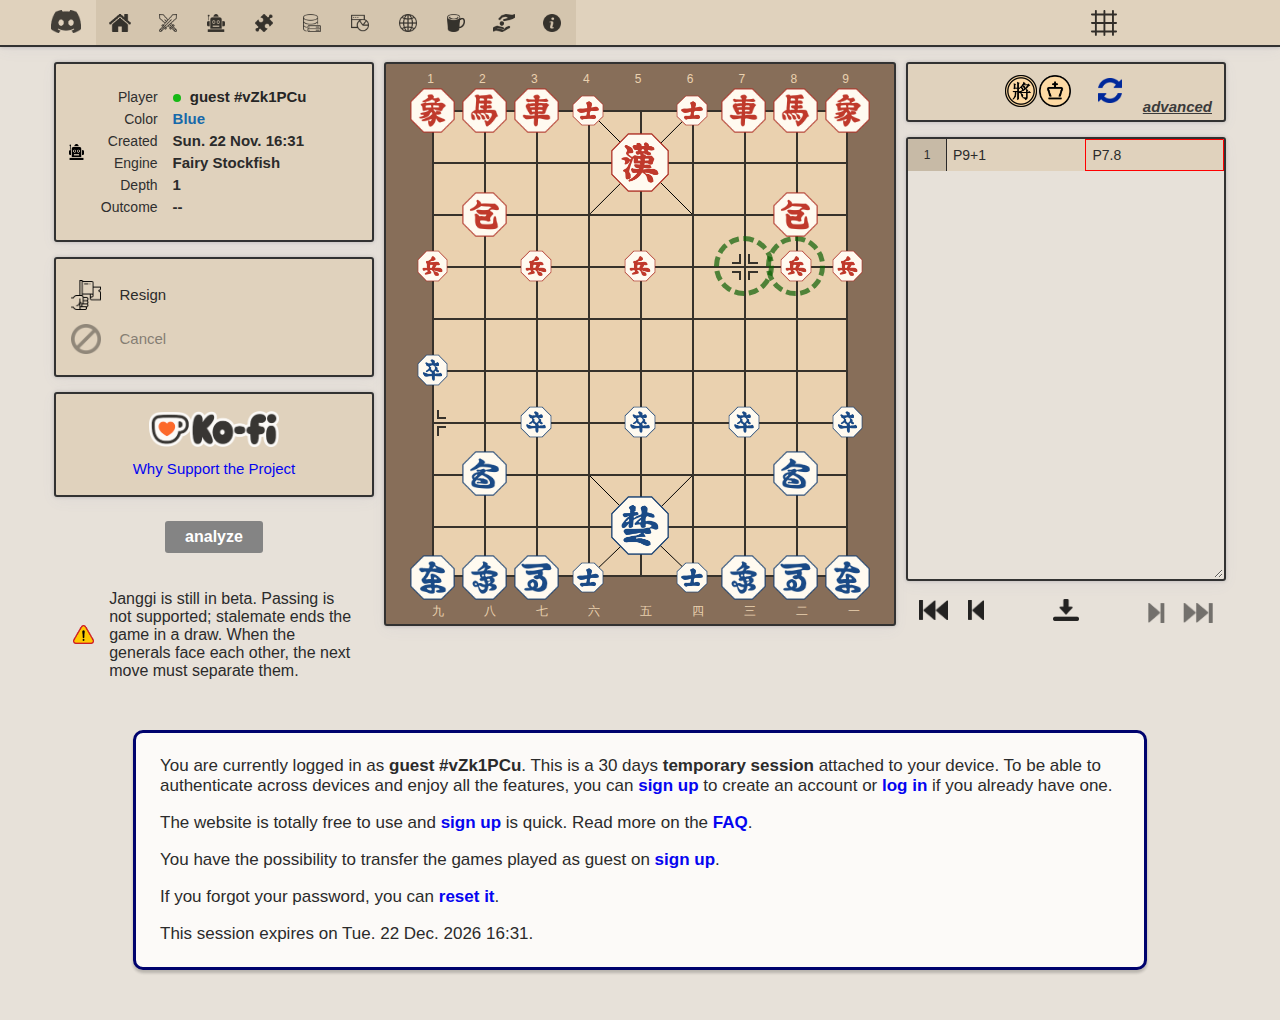 Player guest #vZk1PCu
Color Blue
Created Sun. 22 Nov. 16:31
Engine Fairy Stockfish
Depth 1
Outcome --
Resign
Cancel
Ko-fi
Why Support the Project
analyze
Janggi is still in beta. Passing is
not supported; stalemate ends the
game in a draw. When the
generals face each other, the next
move must separate them.
1 2 3 4 5 6 7 8 9
象 馬 車 士 士 車 馬 象
漢
包 包
兵 兵 兵 兵 兵
卒
卒 卒 卒 卒
包 包
楚
士 士
九 八 七 六 五 四 三 二 一
將
advanced
1 P9+1 P7.8
You are currently logged in as guest #vZk1PCu. This is a 30 days temporary session attached to your device. To be able to
authenticate across devices and enjoy all the features, you can sign up to create an account or log in if you already have one.
The website is totally free to use and sign up is quick. Read more on the FAQ.
You have the possibility to transfer the games played as guest on sign up.
If you forgot your password, you can reset it.
This session expires on Tue. 22 Dec. 2026 16:31.